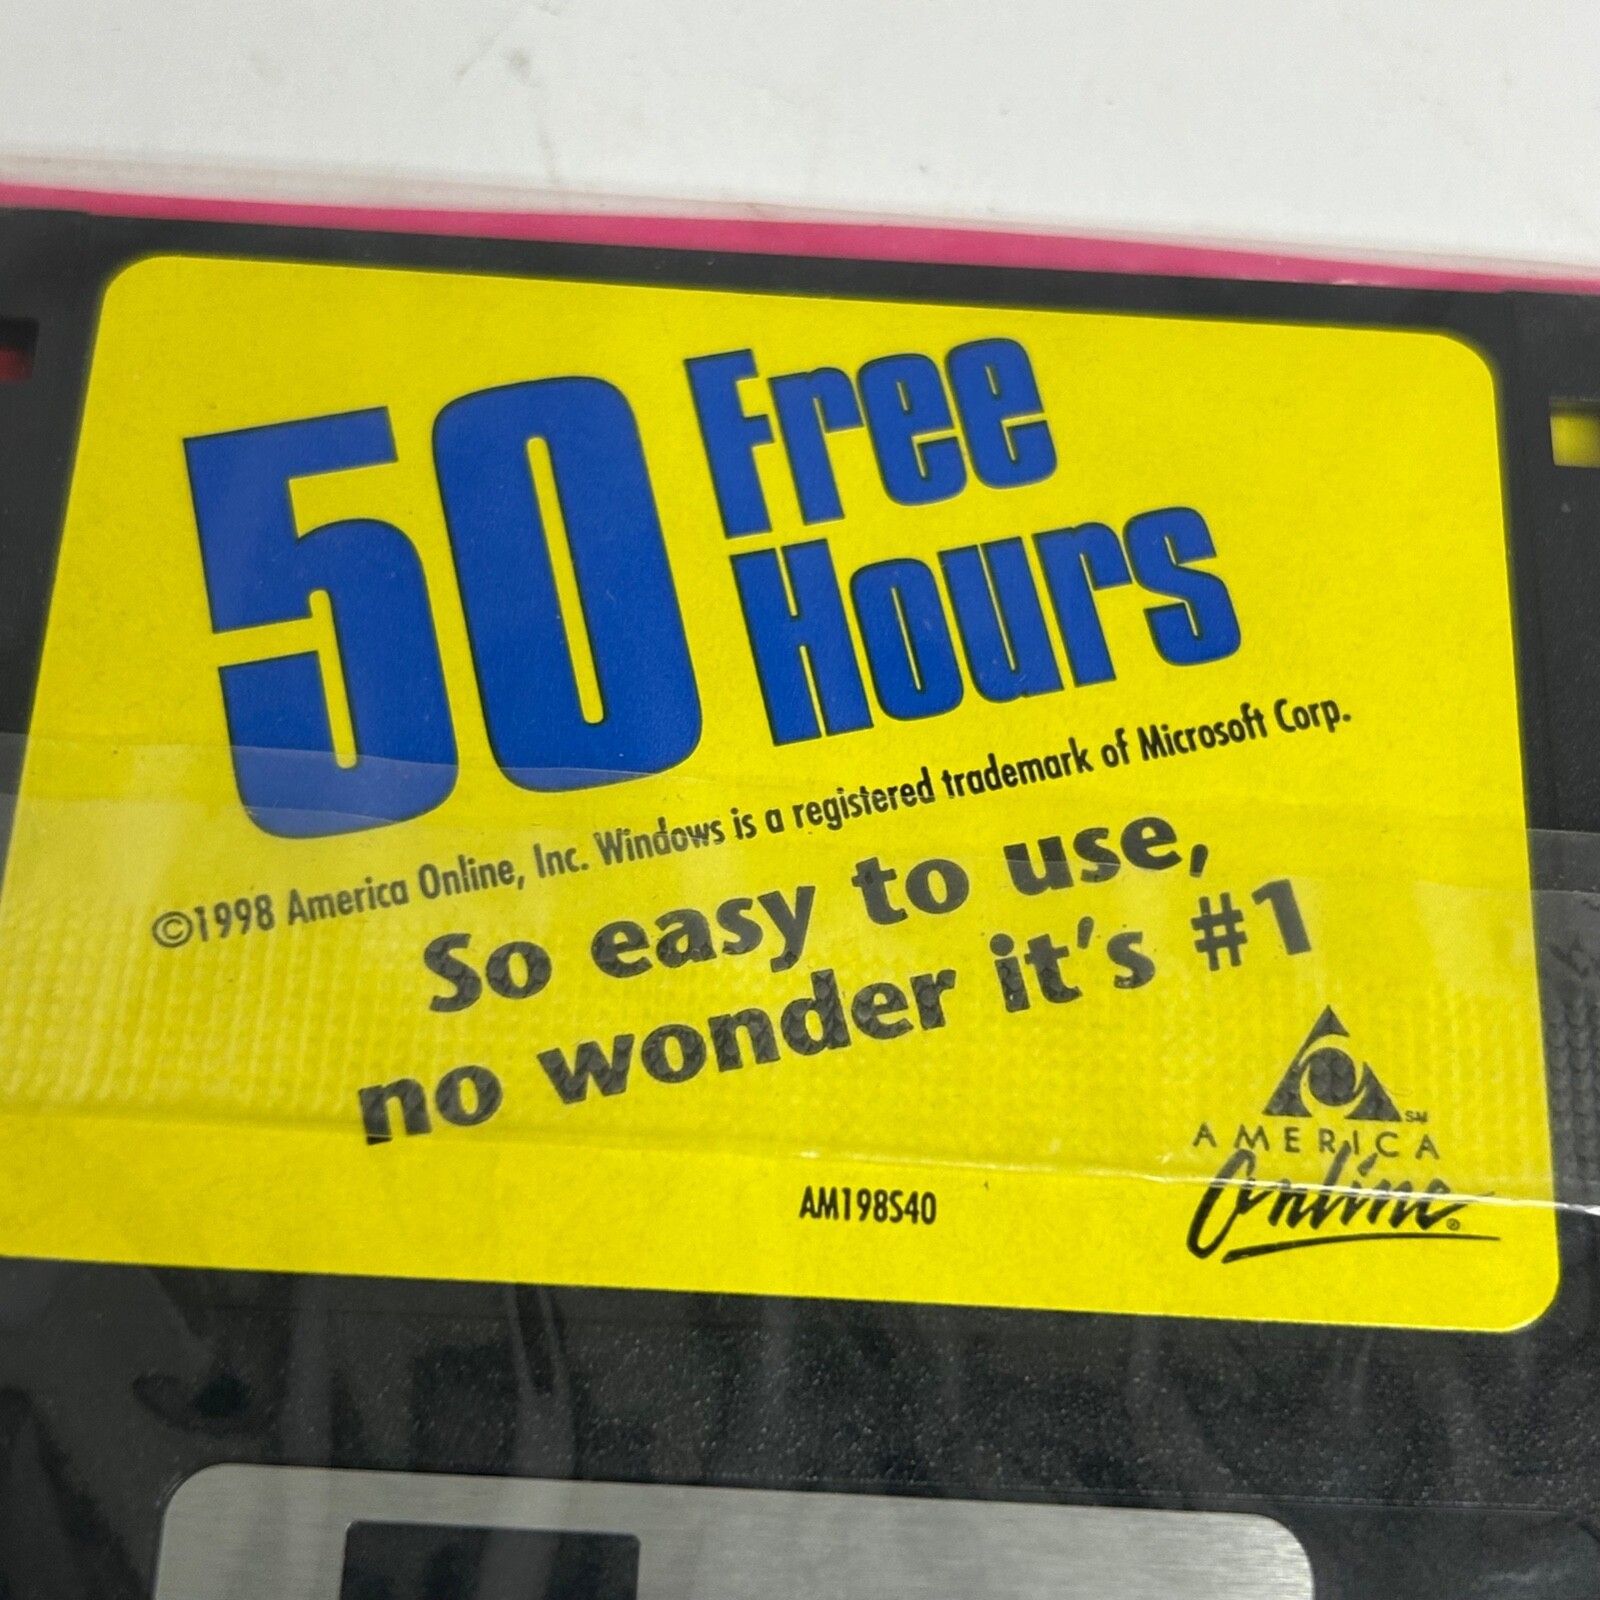 50 Free
Hours
©1998 America Online, Inc. Windows is a registered trademark of Microsoft Corp.
So easy to use,
no wonder it's #1
SM
AMERICA
Online®
AM198S40